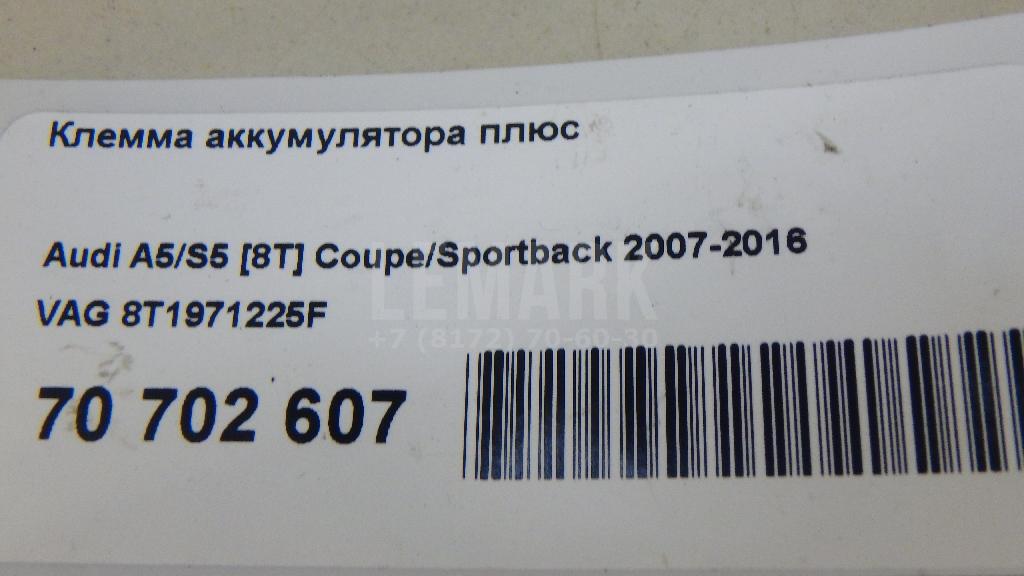 Клемма аккумулятора плюс
Audi A5/S5 [8T] Coupe/Sportback 2007-2016
LEMARK
VAG 8T1971225F
+7 (8172) 70-60-30
70 702 607